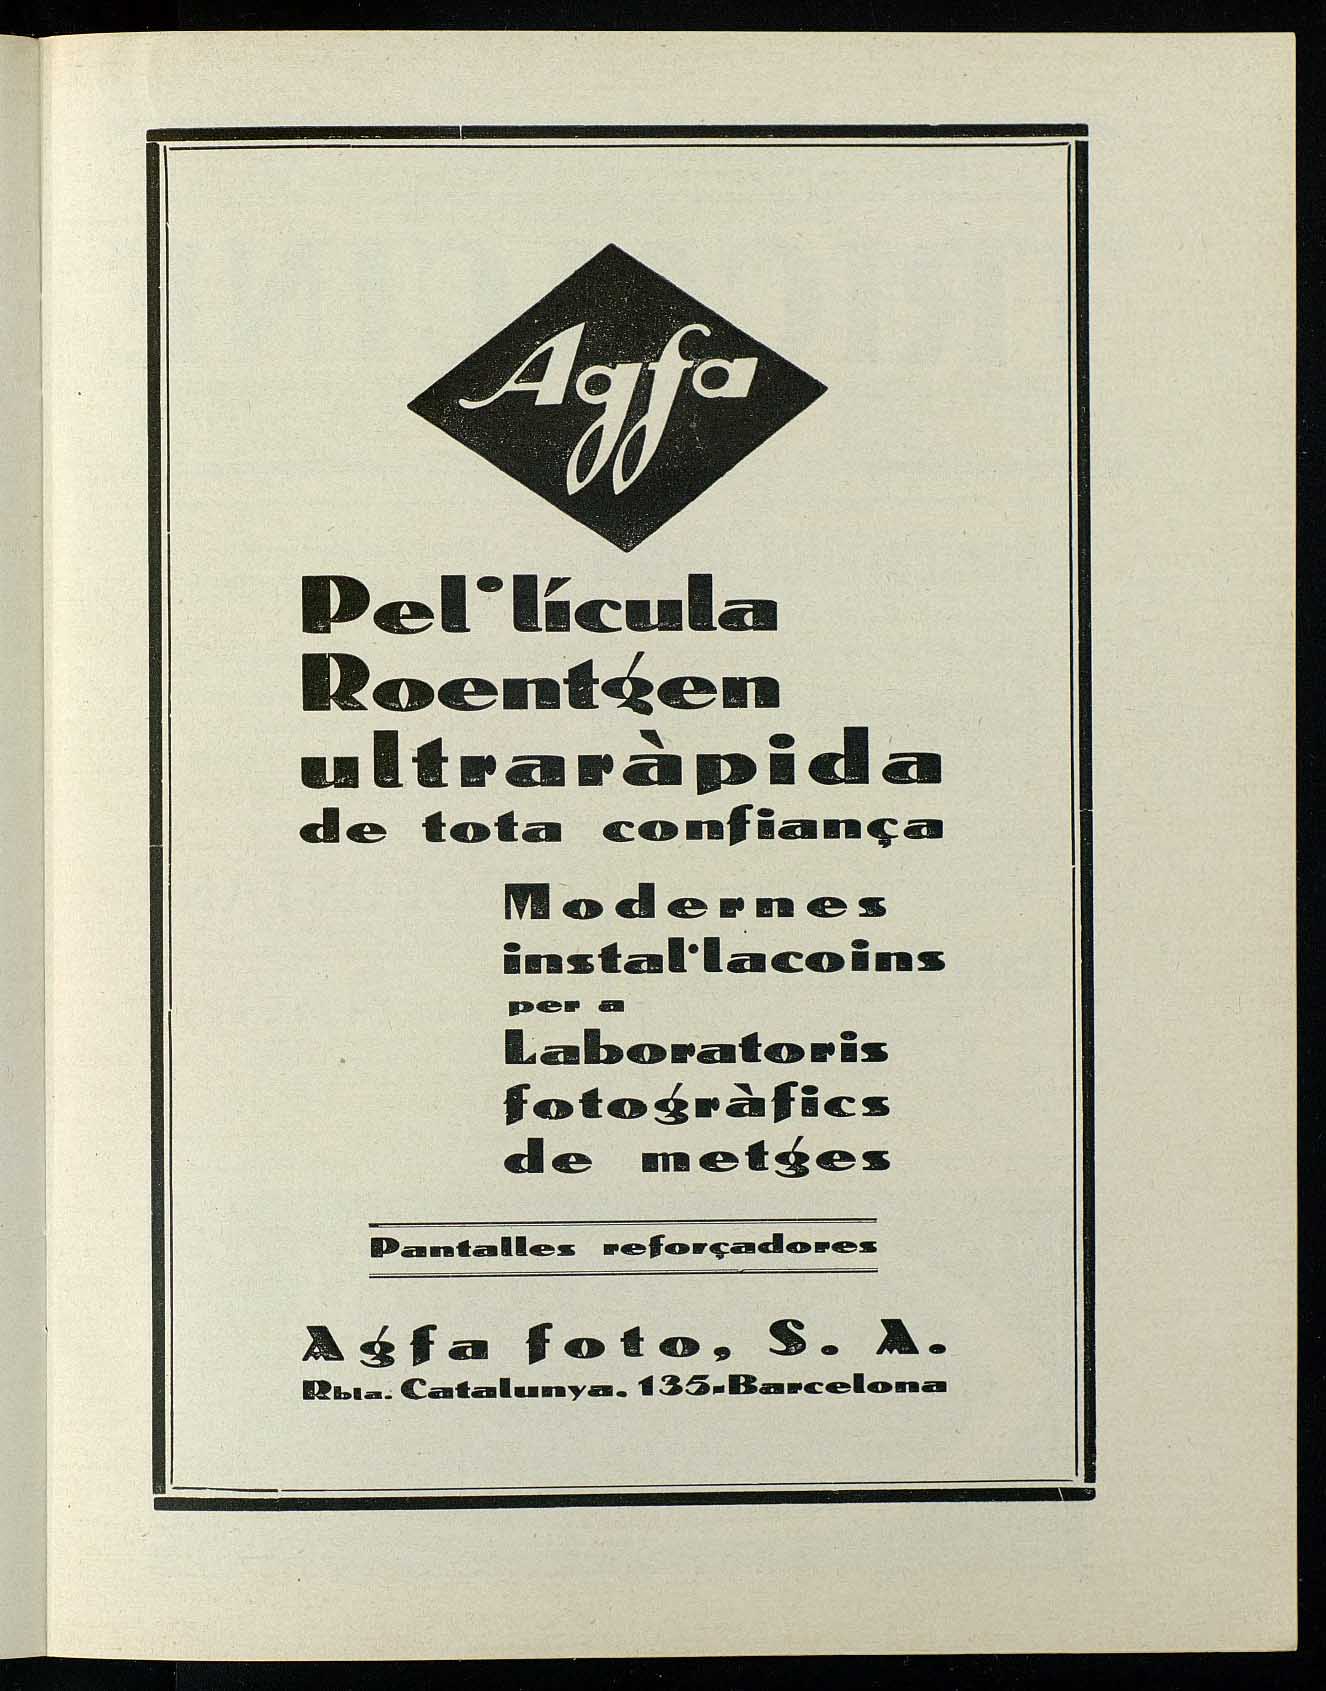 Agfa
Pel·lícula
Roentgen
ultraràpida
de tota confiança
Modernes
instal·lacoins
per a
Laboratoris
fotogràfics
de metges
Pantalles reforçadores
Agfa foto, S. A.
Rbla. Catalunya. 135-Barcelona